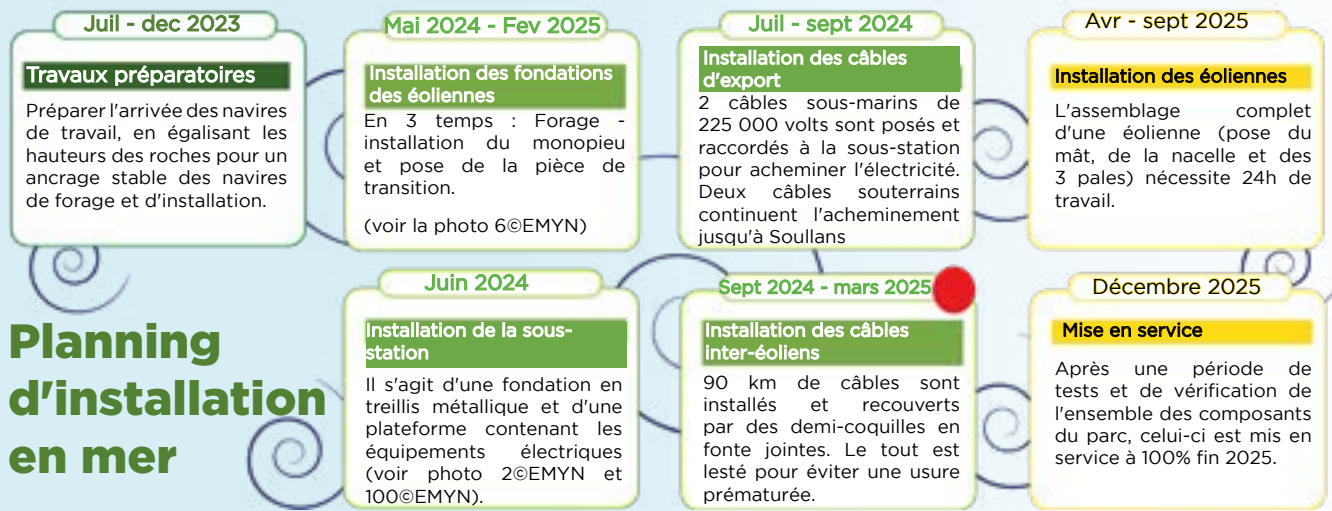 Juil - dec 2023
Travaux préparatoires
Préparer l'arrivée des navires
de travail, en égalisant les
hauteurs des roches pour un
ancrage stable des navires
de forage et d'installation.
Mai 2024 - Fev 2025
Installation des fondations
des éoliennes
En 3 temps : Forage -
installation du monopieu
et pose de la pièce de
transition.
(voir la photo 6©EMYN)
Juil - sept 2024
Installation des câbles
d'export
2 câbles sous-marins de
225 000 volts sont posés et
raccordés à la sous-station
pour acheminer l'électricité.
Deux câbles souterrains
continuent l'acheminement
jusqu'à Soullans
Avr - sept 2025
Installation des éoliennes
L'assemblage complet
d'une éolienne (pose du
mât, de la nacelle et des
3 pales) nécessite 24h de
travail.
Planning
d'installation
en mer
Juin 2024
Installation de la sous-
station
Il s'agit d'une fondation en
treillis métallique et d'une
plateforme contenant les
équipements électriques
(voir photo 2©EMYN et
100©EMYN).
Sept 2024 - mars 2025
Installation des câbles
inter-éoliens
90 km de câbles sont
installés et recouverts
par des demi-coquilles en
fonte jointes. Le tout est
lesté pour éviter une usure
prématurée.
Décembre 2025
Mise en service
Après une période de
tests et de vérification de
l'ensemble des composants
du parc, celui-ci est mis en
service à 100% fin 2025.